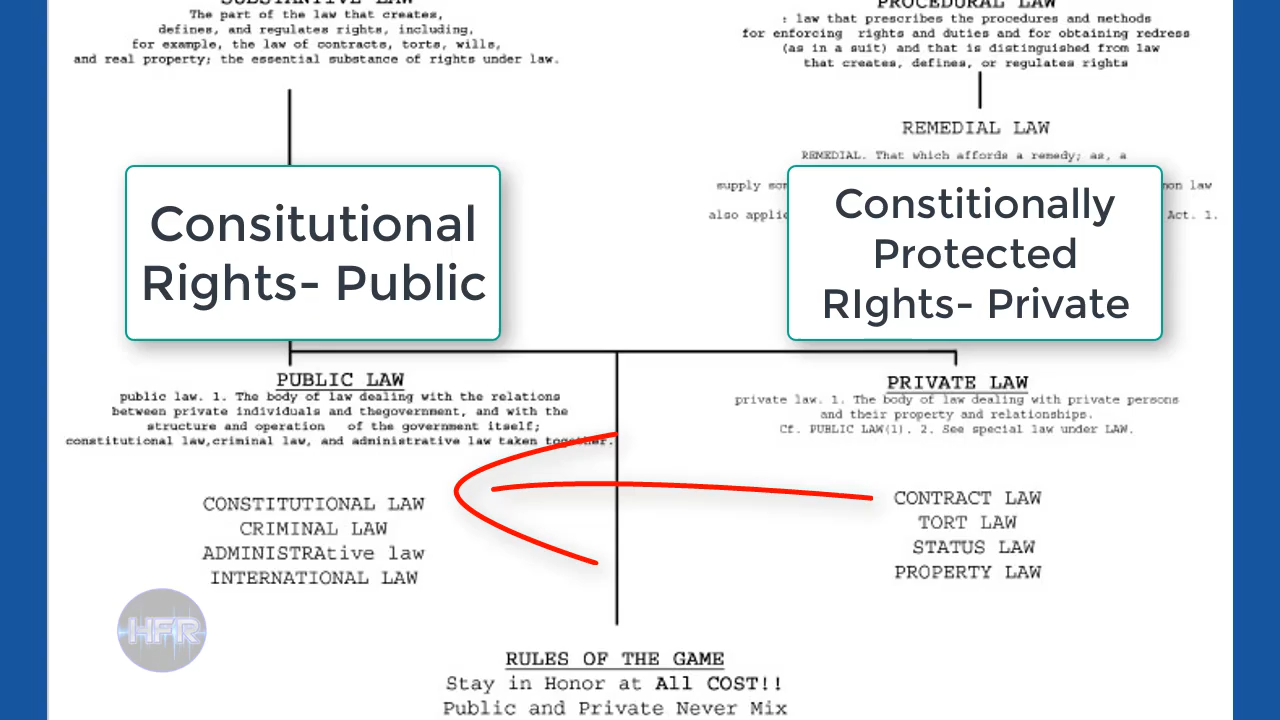 SUBSTANTIVE LAW
The part of the law that creates,
defines, and regulates rights, including,
for example, the law of contracts, torts, wills,
and real property; the essential substance of rights under law.
PROCEDURAL LAW
: law that prescribes the procedures and methods
for enforcing rights and duties and for obtaining redress
(as in a suit) and that is distinguished from law
that creates, defines, or regulates rights
REMEDIAL LAW
REMEDIAL. That which affords a remedy; as, a
supply
law
also
Act. 1.
Consitutional
Rights- Public
Constitionally
Protected
RIghts- Private
PUBLIC LAW
public law. 1. The body of law dealing with the relations
between private individuals and thegovernment, and with the
structure and operation of the government itself;
constitutional law,criminal law, and administrative law taken together.
PRIVATE LAW
private law. 1. The body of law dealing with private persons
and their property and relationships.
Cf. PUBLIC LAW(1). 2. See special law under LAW.
CONSTITUTIONAL LAW
CRIMINAL LAW
ADMINISTRAtive law
INTERNATIONAL LAW
CONTRACT LAW
TORT LAW
STATUS LAW
PROPERTY LAW
HFR
RULES OF THE GAME
Stay in Honor at All COST!!
Public and Private Never Mix